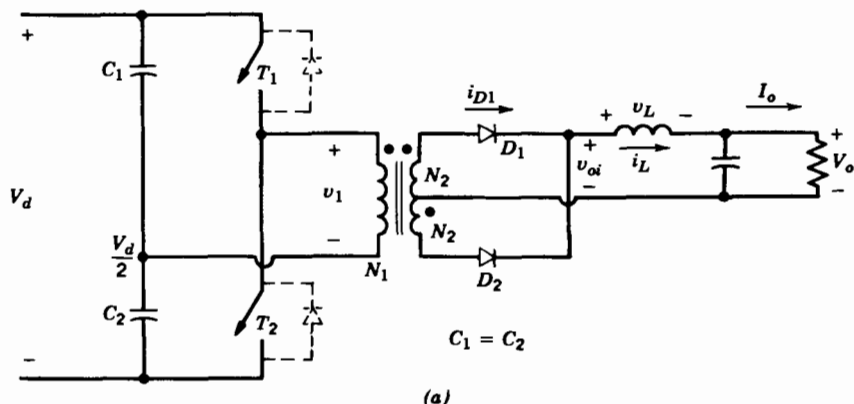 +
C₁
T₁
i_D1
D₁
+ v_L −
i_L
I_o
+
v_oi
−
+
V_o
−
V_d
+
v₁
−
N₂
N₂
V_d/2
N₁
D₂
C₂
T₂
C₁ = C₂
−
(a)